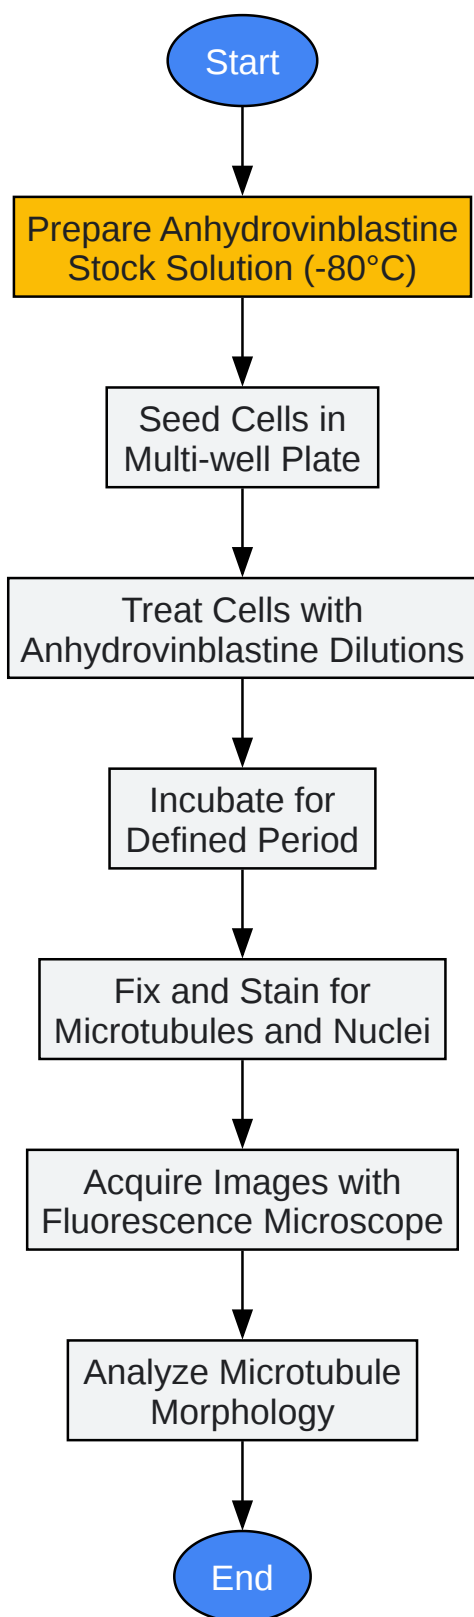 Start
Prepare Anhydrovinblastine
Stock Solution (-80°C)
Seed Cells in
Multi-well Plate
Treat Cells with
Anhydrovinblastine Dilutions
Incubate for
Defined Period
Fix and Stain for
Microtubules and Nuclei
Acquire Images with
Fluorescence Microscope
Analyze Microtubule
Morphology
End